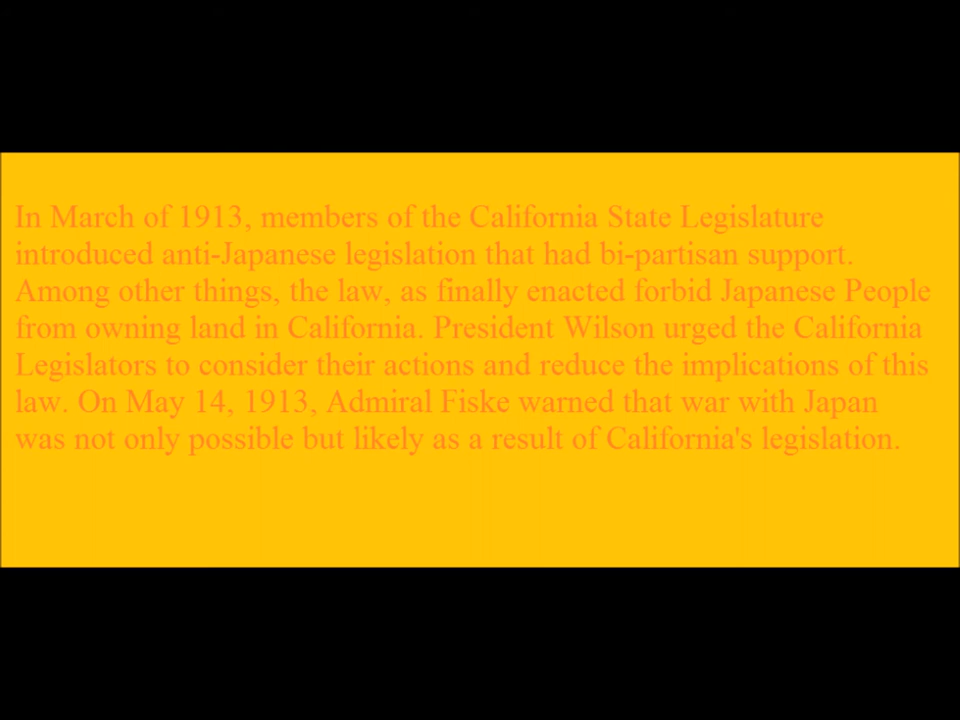 In March of 1913, members of the California State Legislature
introduced anti-Japanese legislation that had bi-partisan support.
Among other things, the law, as finally enacted forbid Japanese People
from owning land in California. President Wilson urged the California
Legislators to consider their actions and reduce the implications of this
law. On May 14, 1913, Admiral Fiske warned that war with Japan
was not only possible but likely as a result of California's legislation.